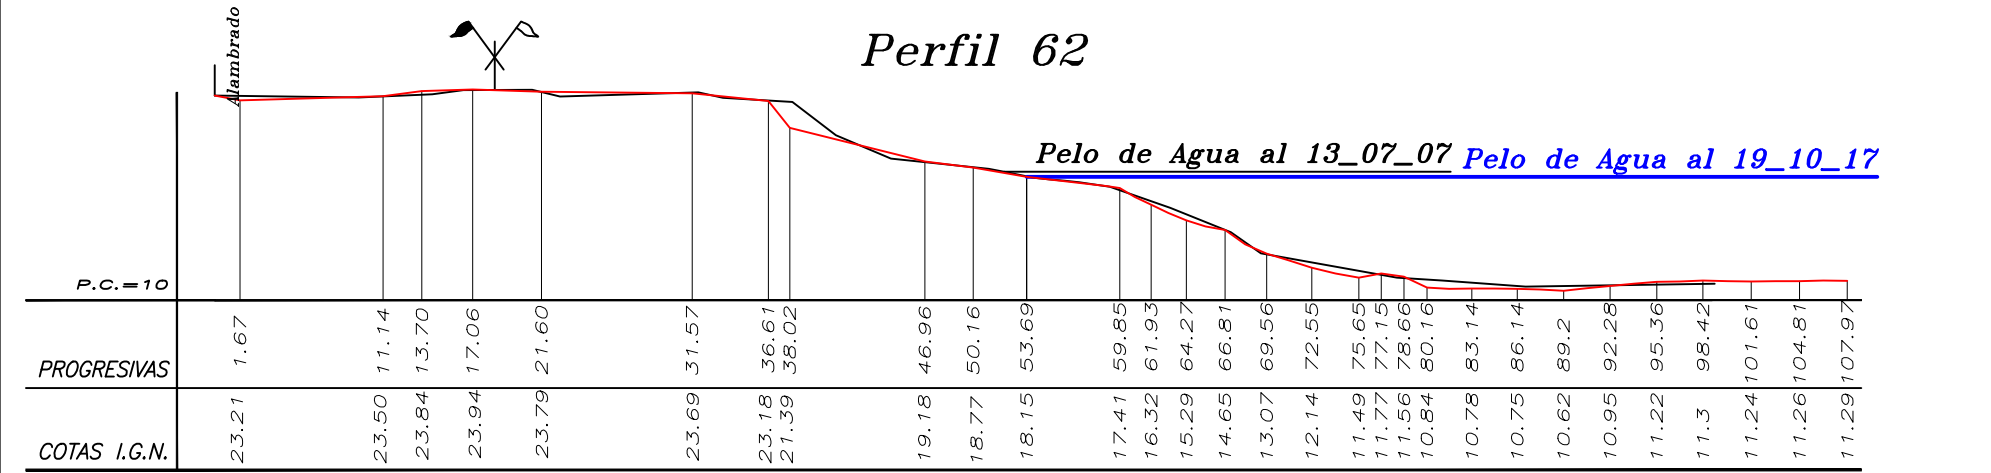 Alambrado
Perfil 62
Pelo de Agua al 13_07_07
Pelo de Agua al 19_10_17
P.C.=10
PROGRESIVAS 1.67 11.14 13.70 17.06 21.60 31.57 36.61 38.02 46.96 50.16 53.69 59.85 61.93 64.27 66.81 69.56 72.55 75.65 77.15 78.66 80.16 83.14 86.14 89.2 92.28 95.36 98.42 101.61 104.81 107.97
COTAS I.G.N. 23.21 23.50 23.84 23.94 23.79 23.69 23.18 21.39 19.18 18.77 18.15 17.41 16.32 15.29 14.65 13.07 12.14 11.49 11.77 11.56 10.84 10.78 10.75 10.62 10.95 11.22 11.3 11.24 11.26 11.29